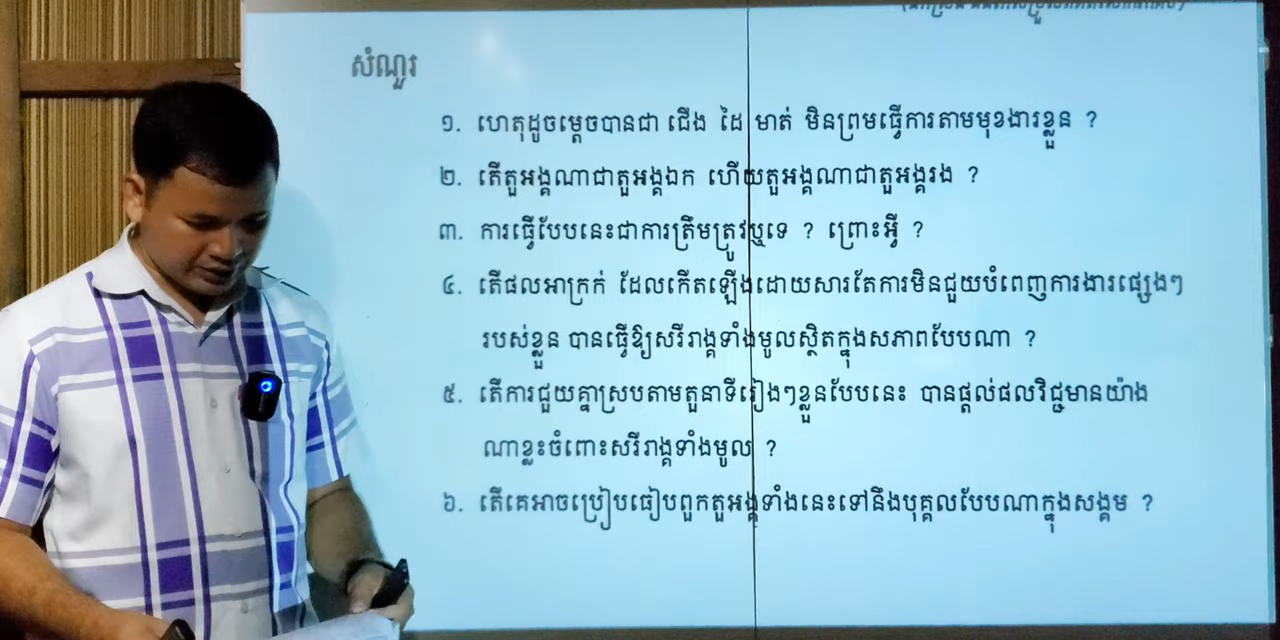 សំណួរ
១. ហេតុដូចម្ដេចបានជា ជើង ដៃ មាត់ មិនព្រមធ្វើការតាមមុខងារខ្លួន ?
២. តើតួអង្គណាជាតួអង្គឯក ហើយតួអង្គណាជាតួអង្គរង ?
៣. ការធ្វើបែបនេះជាការត្រឹមត្រូវឬទេ ? ព្រោះអ្វី ?
៤. តើផលអាក្រក់ ដែលកើតឡើងដោយសារតែការមិនជួយបំពេញការងារផ្សេងៗ
របស់ខ្លួន បានធ្វើឱ្យសរីរាង្គទាំងមូលស្ថិតក្នុងសភាពបែបណា ?
៥. តើការជួយគ្នាស្របតាមតួនាទីរៀងៗខ្លួនបែបនេះ បានផ្ដល់ផលវិជ្ជមានយ៉ាង
ណាខ្លះចំពោះសរីរាង្គទាំងមូល ?
៦. តើគេអាចប្រៀបធៀបពួកតួអង្គទាំងនេះទៅនឹងបុគ្គលបែបណាក្នុងសង្គម ?